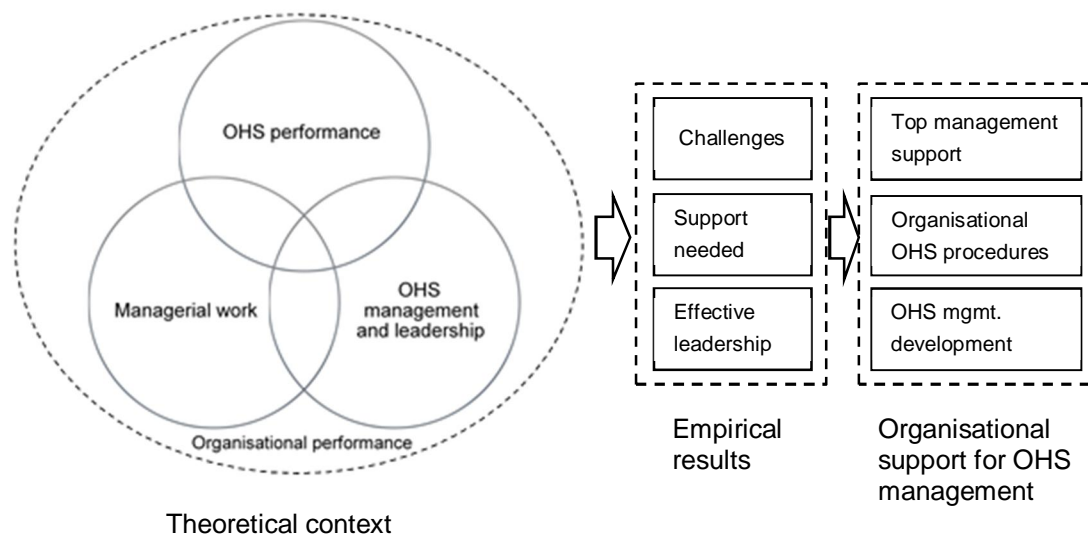 OHS performance
Managerial work
OHS
management
and leadership
Organisational performance
Theoretical context
Challenges
Support
needed
Effective
leadership
Empirical
results
Top management
support
Organisational
OHS procedures
OHS mgmt.
development
Organisational
support for OHS
management